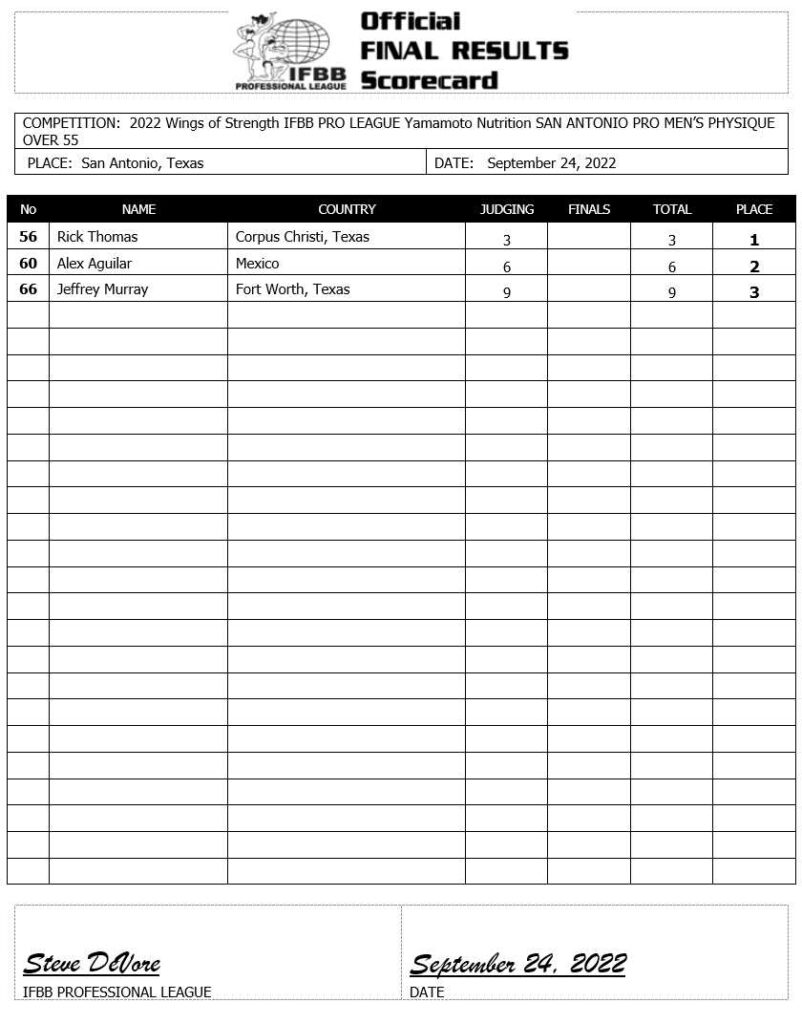 Official
FINAL RESULTS
Scorecard
IFBB
PROFESSIONAL LEAGUE
COMPETITION: 2022 Wings of Strength IFBB PRO LEAGUE Yamamoto Nutrition SAN ANTONIO PRO MEN'S PHYSIQUE
OVER 55
PLACE: San Antonio, Texas DATE: September 24, 2022
No NAME COUNTRY JUDGING FINALS TOTAL PLACE
56 Rick Thomas Corpus Christi, Texas 3 3 1
60 Alex Aguilar Mexico 6 6 2
66 Jeffrey Murray Fort Worth, Texas 9 9 3
Steve DeVore September 24, 2022
IFBB PROFESSIONAL LEAGUE DATE